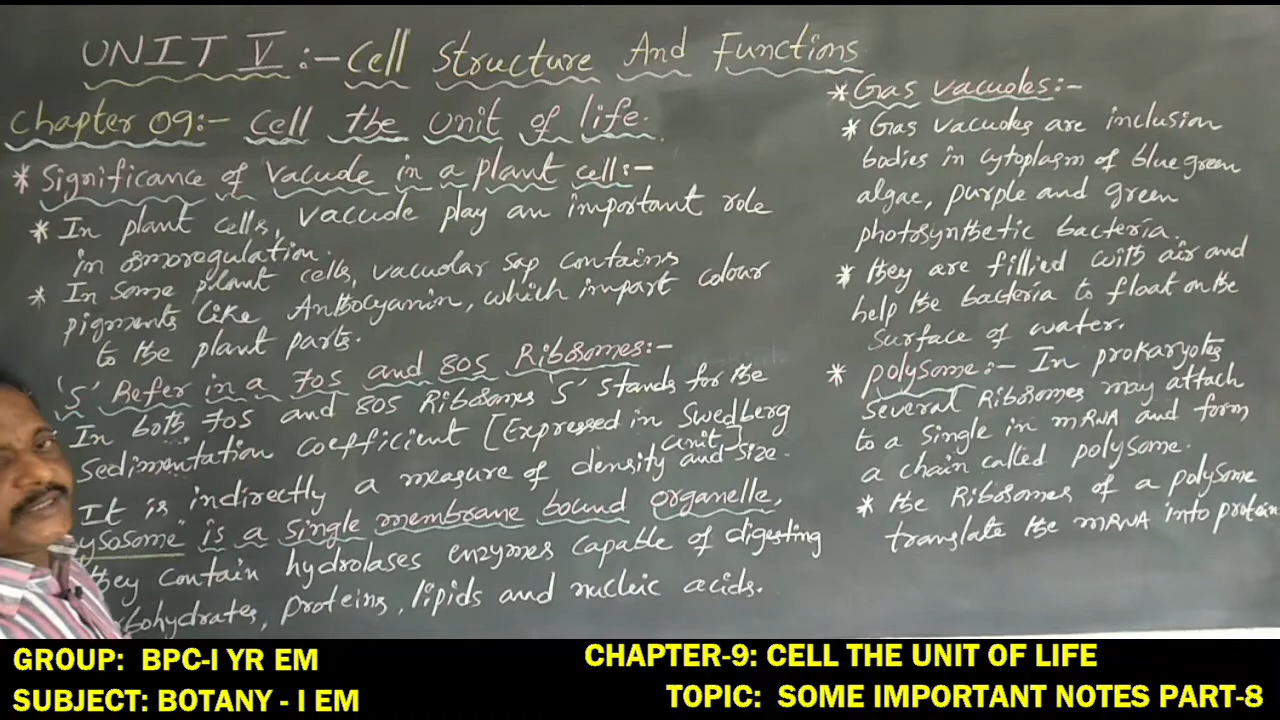 UNIT V :- Cell Structure And Functions
Chapter 09:- Cell the Unit of life.
* Significance of vacuole in a plant cell:-
* In plant cells, vacuole play an important role
in osmoregulation.
* In some plant cells, vacuolar sap contains
pigments like Anthocyanin, which impart colour
to the plant parts.
'S' Refer in a 70S and 80S Ribosomes:-
In both 70S and 80S Ribosomes 'S' stands for the
Sedimentation coefficient [Expressed in Swedberg
unit]
It is indirectly a measure of density and size.
ysosome" is a single membrane bound organelle,
they contain hydrolases enzymes capable of digesting
rbohydrates, proteins, lipids and nucleic acids.
* Gas vacuoles:-
* Gas vacuoles are inclusion
bodies in cytoplasm of blue green
algae, purple and green
photosynthetic bacteria.
* they are fillied with air and
help the bacteria to float on the
surface of water.
* polysome:- In prokaryotes
several Ribosomes may attach
to a single in mRNA and form
a chain called polysome.
* the Ribosomes of a polysome
translate the mRNA into protein
GROUP: BPC-I YR EM
SUBJECT: BOTANY - I EM
CHAPTER-9: CELL THE UNIT OF LIFE
TOPIC: SOME IMPORTANT NOTES PART-8